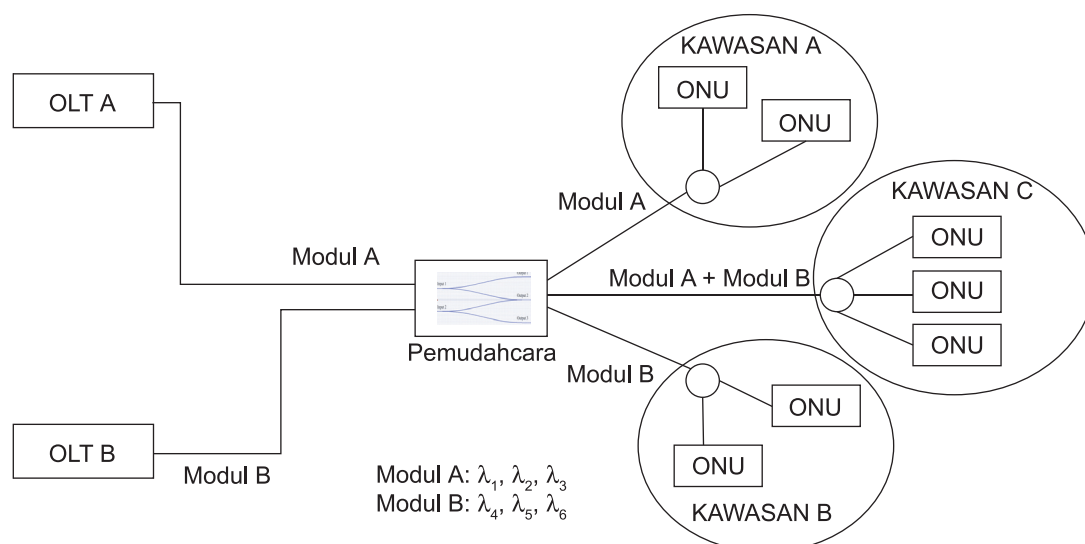 KAWASAN A
ONU
ONU
OLT A
Modul A
KAWASAN C
ONU
Modul A
Modul A + Modul B
ONU
ONU
Pemudahcara
Modul B
ONU
OLT B
Modul B
ONU
Modul A: λ₁, λ₂, λ₃
Modul B: λ₄, λ₅, λ₆
KAWASAN B